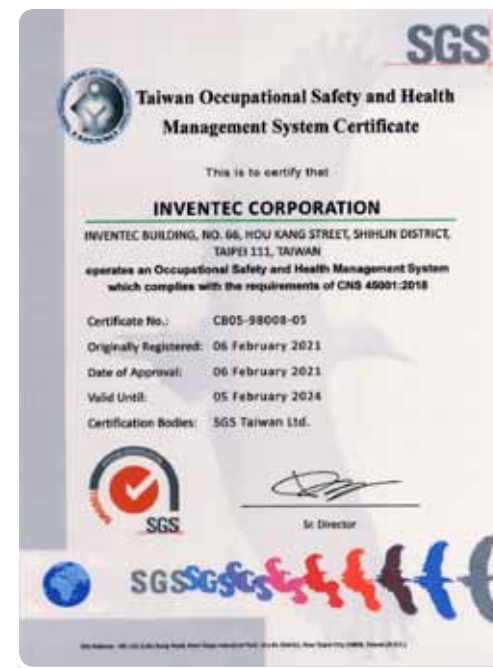 SGS
Taiwan Occupational Safety and Health
Management System Certificate
This is to certify that
INVENTEC CORPORATION
INVENTEC BUILDING, NO. 66, HOU KANG STREET, SHIHLIN DISTRICT,
TAIPEI 111, TAIWAN
operates an Occupational Safety and Health Management System
which complies with the requirements of CNS 45001:2018
Certificate No.: CB05-98008-05
Originally Registered: 06 February 2021
Date of Approval: 06 February 2021
Valid Until: 05 February 2024
Certification Bodies: SGS Taiwan Ltd.
SGS
Sr. Director
SGSSGSSGS